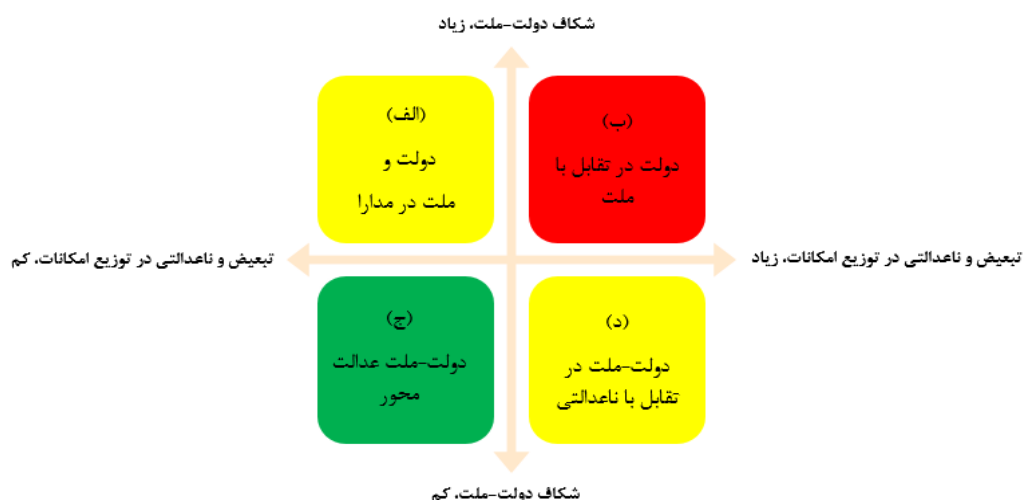 شکاف دولت-ملت، زیاد
(ب)
دولت در تقابل با
ملت
(الف)
دولت و
ملت در مدارا
تبعیض و ناعدالتی در توزیع امکانات، زیاد
تبعیض و ناعدالتی در توزیع امکانات، کم
(د)
دولت-ملت در
تقابل با ناعدالتی
(ج)
دولت-ملت عدالت
محور
شکاف دولت-ملت، کم